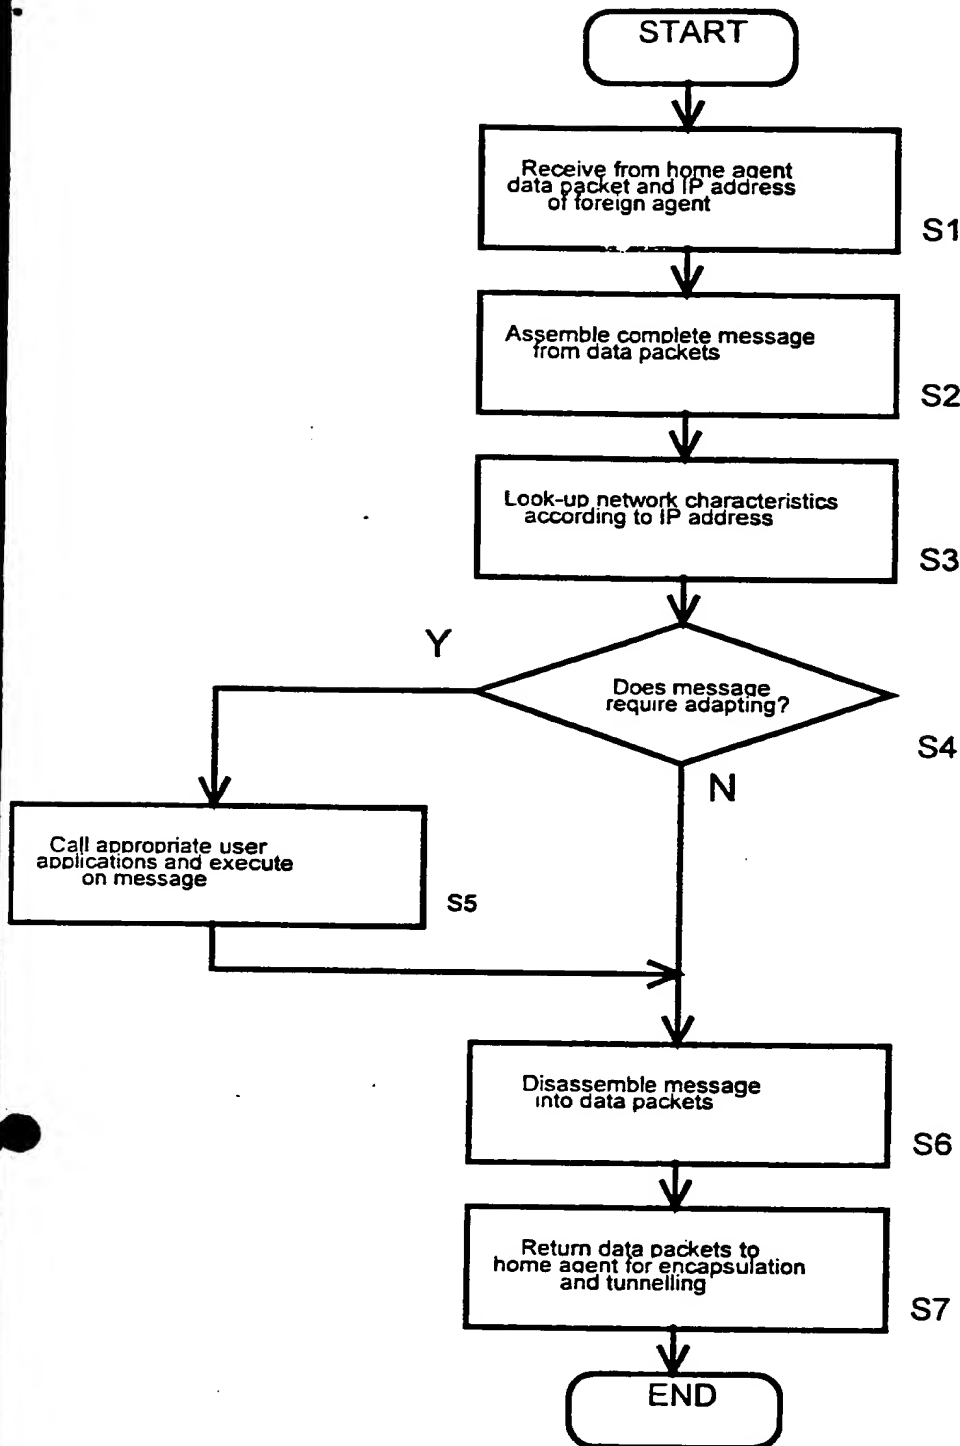 START
Receive from home agent
data packet and IP address
of foreign agent
S1
Assemble complete message
from data packets
S2
Look-up network characteristics
according to IP address
S3
Y
Does message
require adapting?
S4
N
Call appropriate user
applications and execute
on message
S5
Disassemble message
into data packets
S6
Return data packets to
home agent for encapsulation
and tunnelling
S7
END